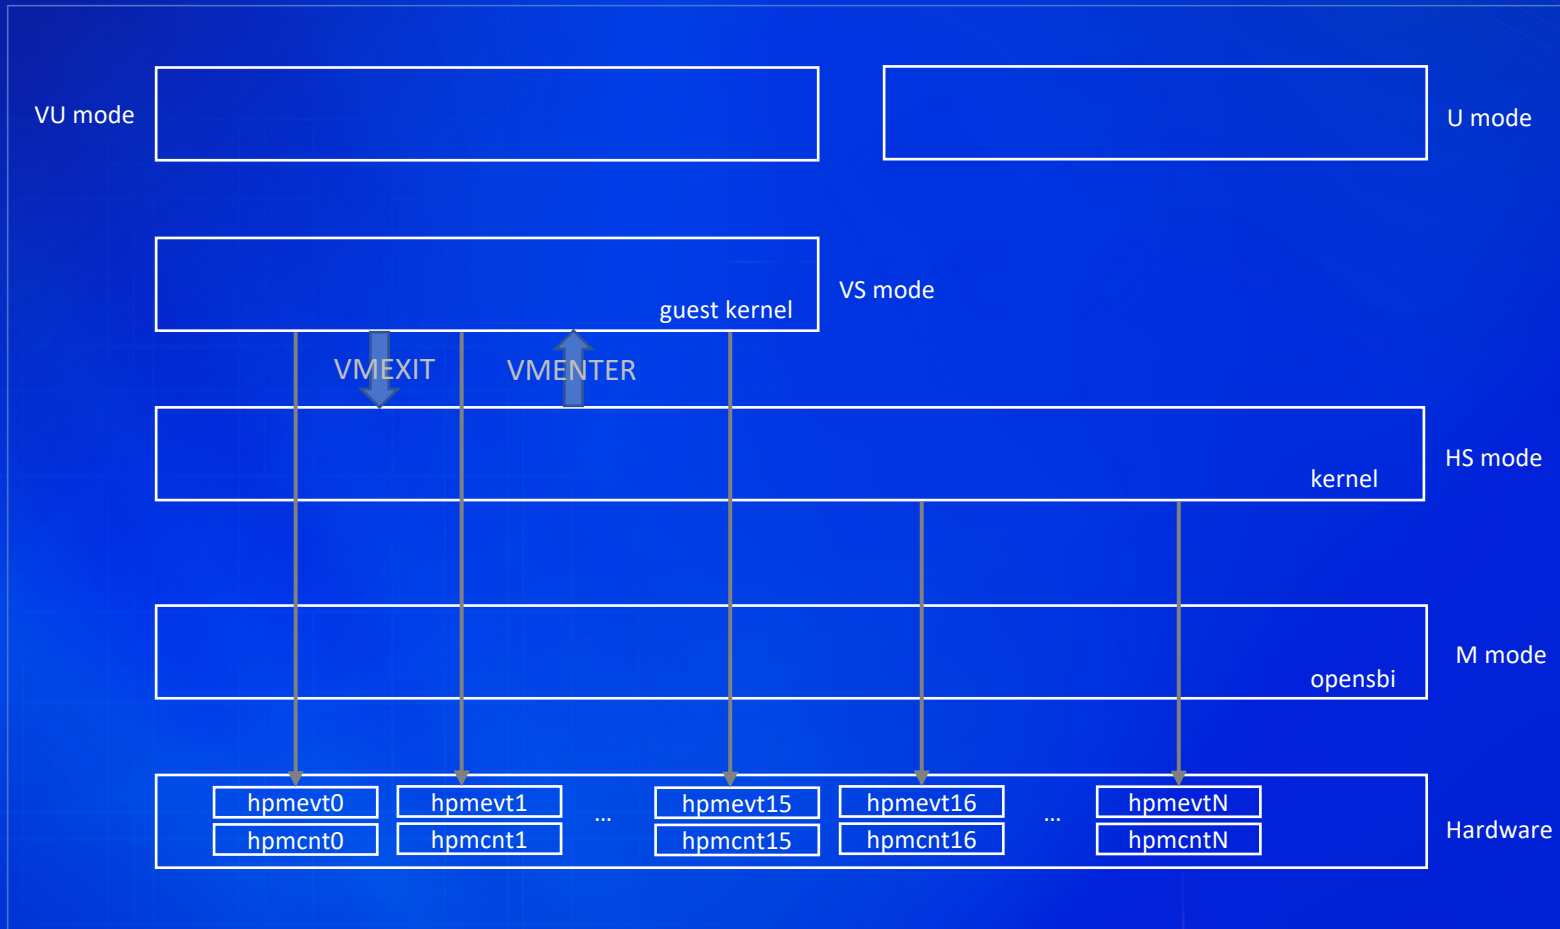 VU mode
U mode
guest kernel
VS mode
VMEXIT
VMENTER
kernel
HS mode
opensbi
M mode
hpmevt0
hpmevt1
...
hpmevt15
hpmevt16
...
hpmevtN
hpmcnt0
hpmcnt1
hpmcnt15
hpmcnt16
hpmcntN
Hardware